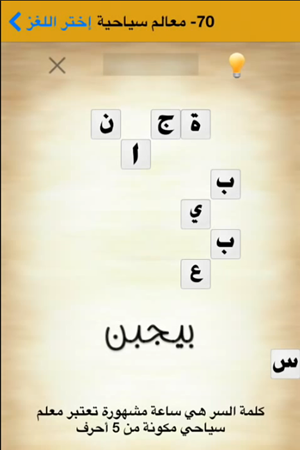 70- معالم سياحية إختر اللغز
ة ج ن
ا
ب
ي
ب
ع
بيجبن
س
كلمة السر هي ساعة مشهورة تعتبر معلم
سياحي مكونة من 5 أحرف